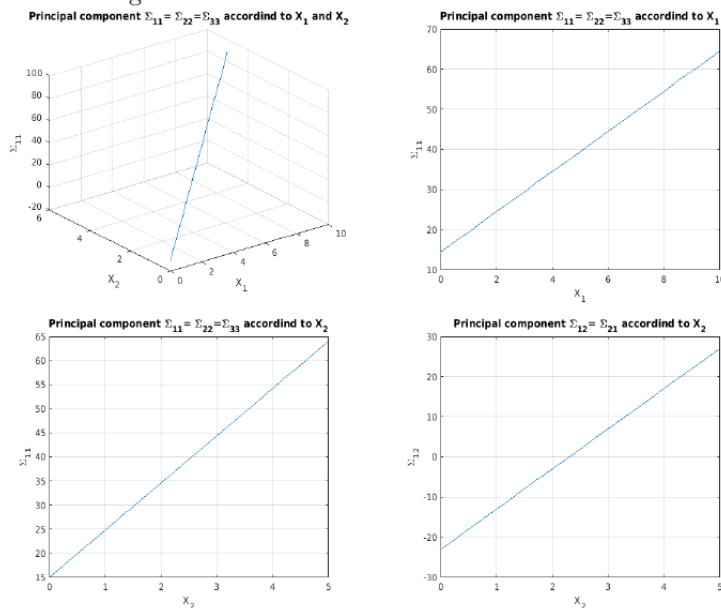 Principal component Σ₁₁= Σ₂₂=Σ₃₃ accordind to X₁ and X₂
100
80
60
40
20
0
-20
Σ₁₁
6
4
2
0
X₂
0
2
4
6
8
10
X₁
Principal component Σ₁₁= Σ₂₂=Σ₃₃ accordind to X₁
70
60
50
40
30
20
10
Σ₁₁
0 2 4 6 8 10
X₁
Principal component Σ₁₁= Σ₂₂=Σ₃₃ accordind to X₂
65
60
55
50
45
40
35
30
25
20
15
Σ₁₁
0 1 2 3 4 5
X₂
Principal component Σ₁₂= Σ₂₁ accordind to X₂
30
20
10
0
-10
-20
-30
Σ₁₂
0 1 2 3 4 5
X₂